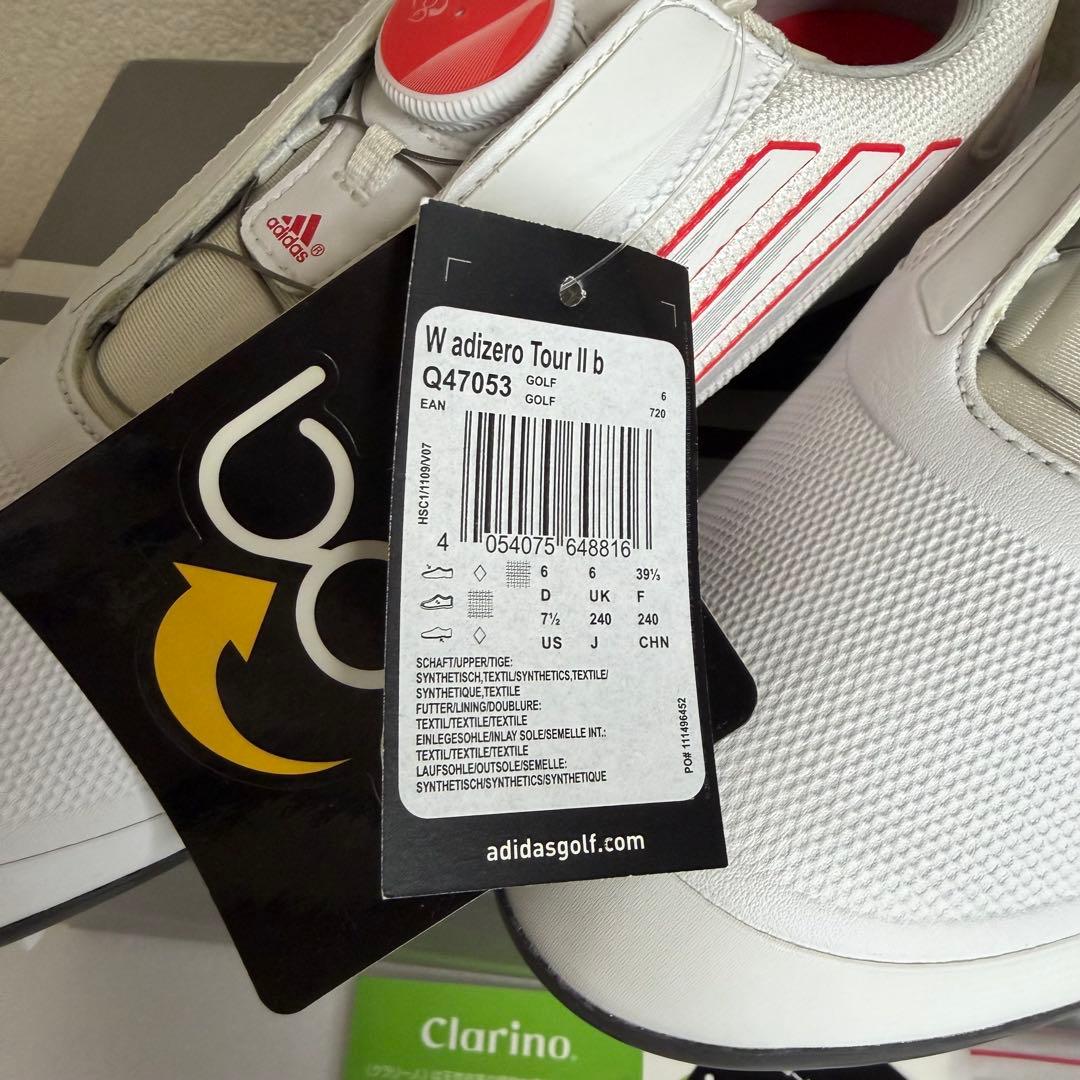 adidas®
W adizero Tour II b
Q47053 GOLF 6
GOLF 720
EAN
HSC1/1109/V07
4 054075 648816
6 6 39⅓
D UK F
7½ 240 240
US J CHN
SCHAFT/UPPER/TIGE:
SYNTHETISCH,TEXTIL/SYNTHETICS,TEXTILE/
SYNTHETIQUE,TEXTILE
FUTTER/LINING/DOUBLURE:
TEXTIL/TEXTILE/TEXTILE
EINLEGESOHLE/INLAY SOLE/SEMELLE INT.:
TEXTIL/TEXTILE/TEXTILE
LAUFSOHLE/OUTSOLE/SEMELLE:
SYNTHETISCH/SYNTHETICS/SYNTHETIQUE
PO# 111496452
adidasgolf.com
Clarino®